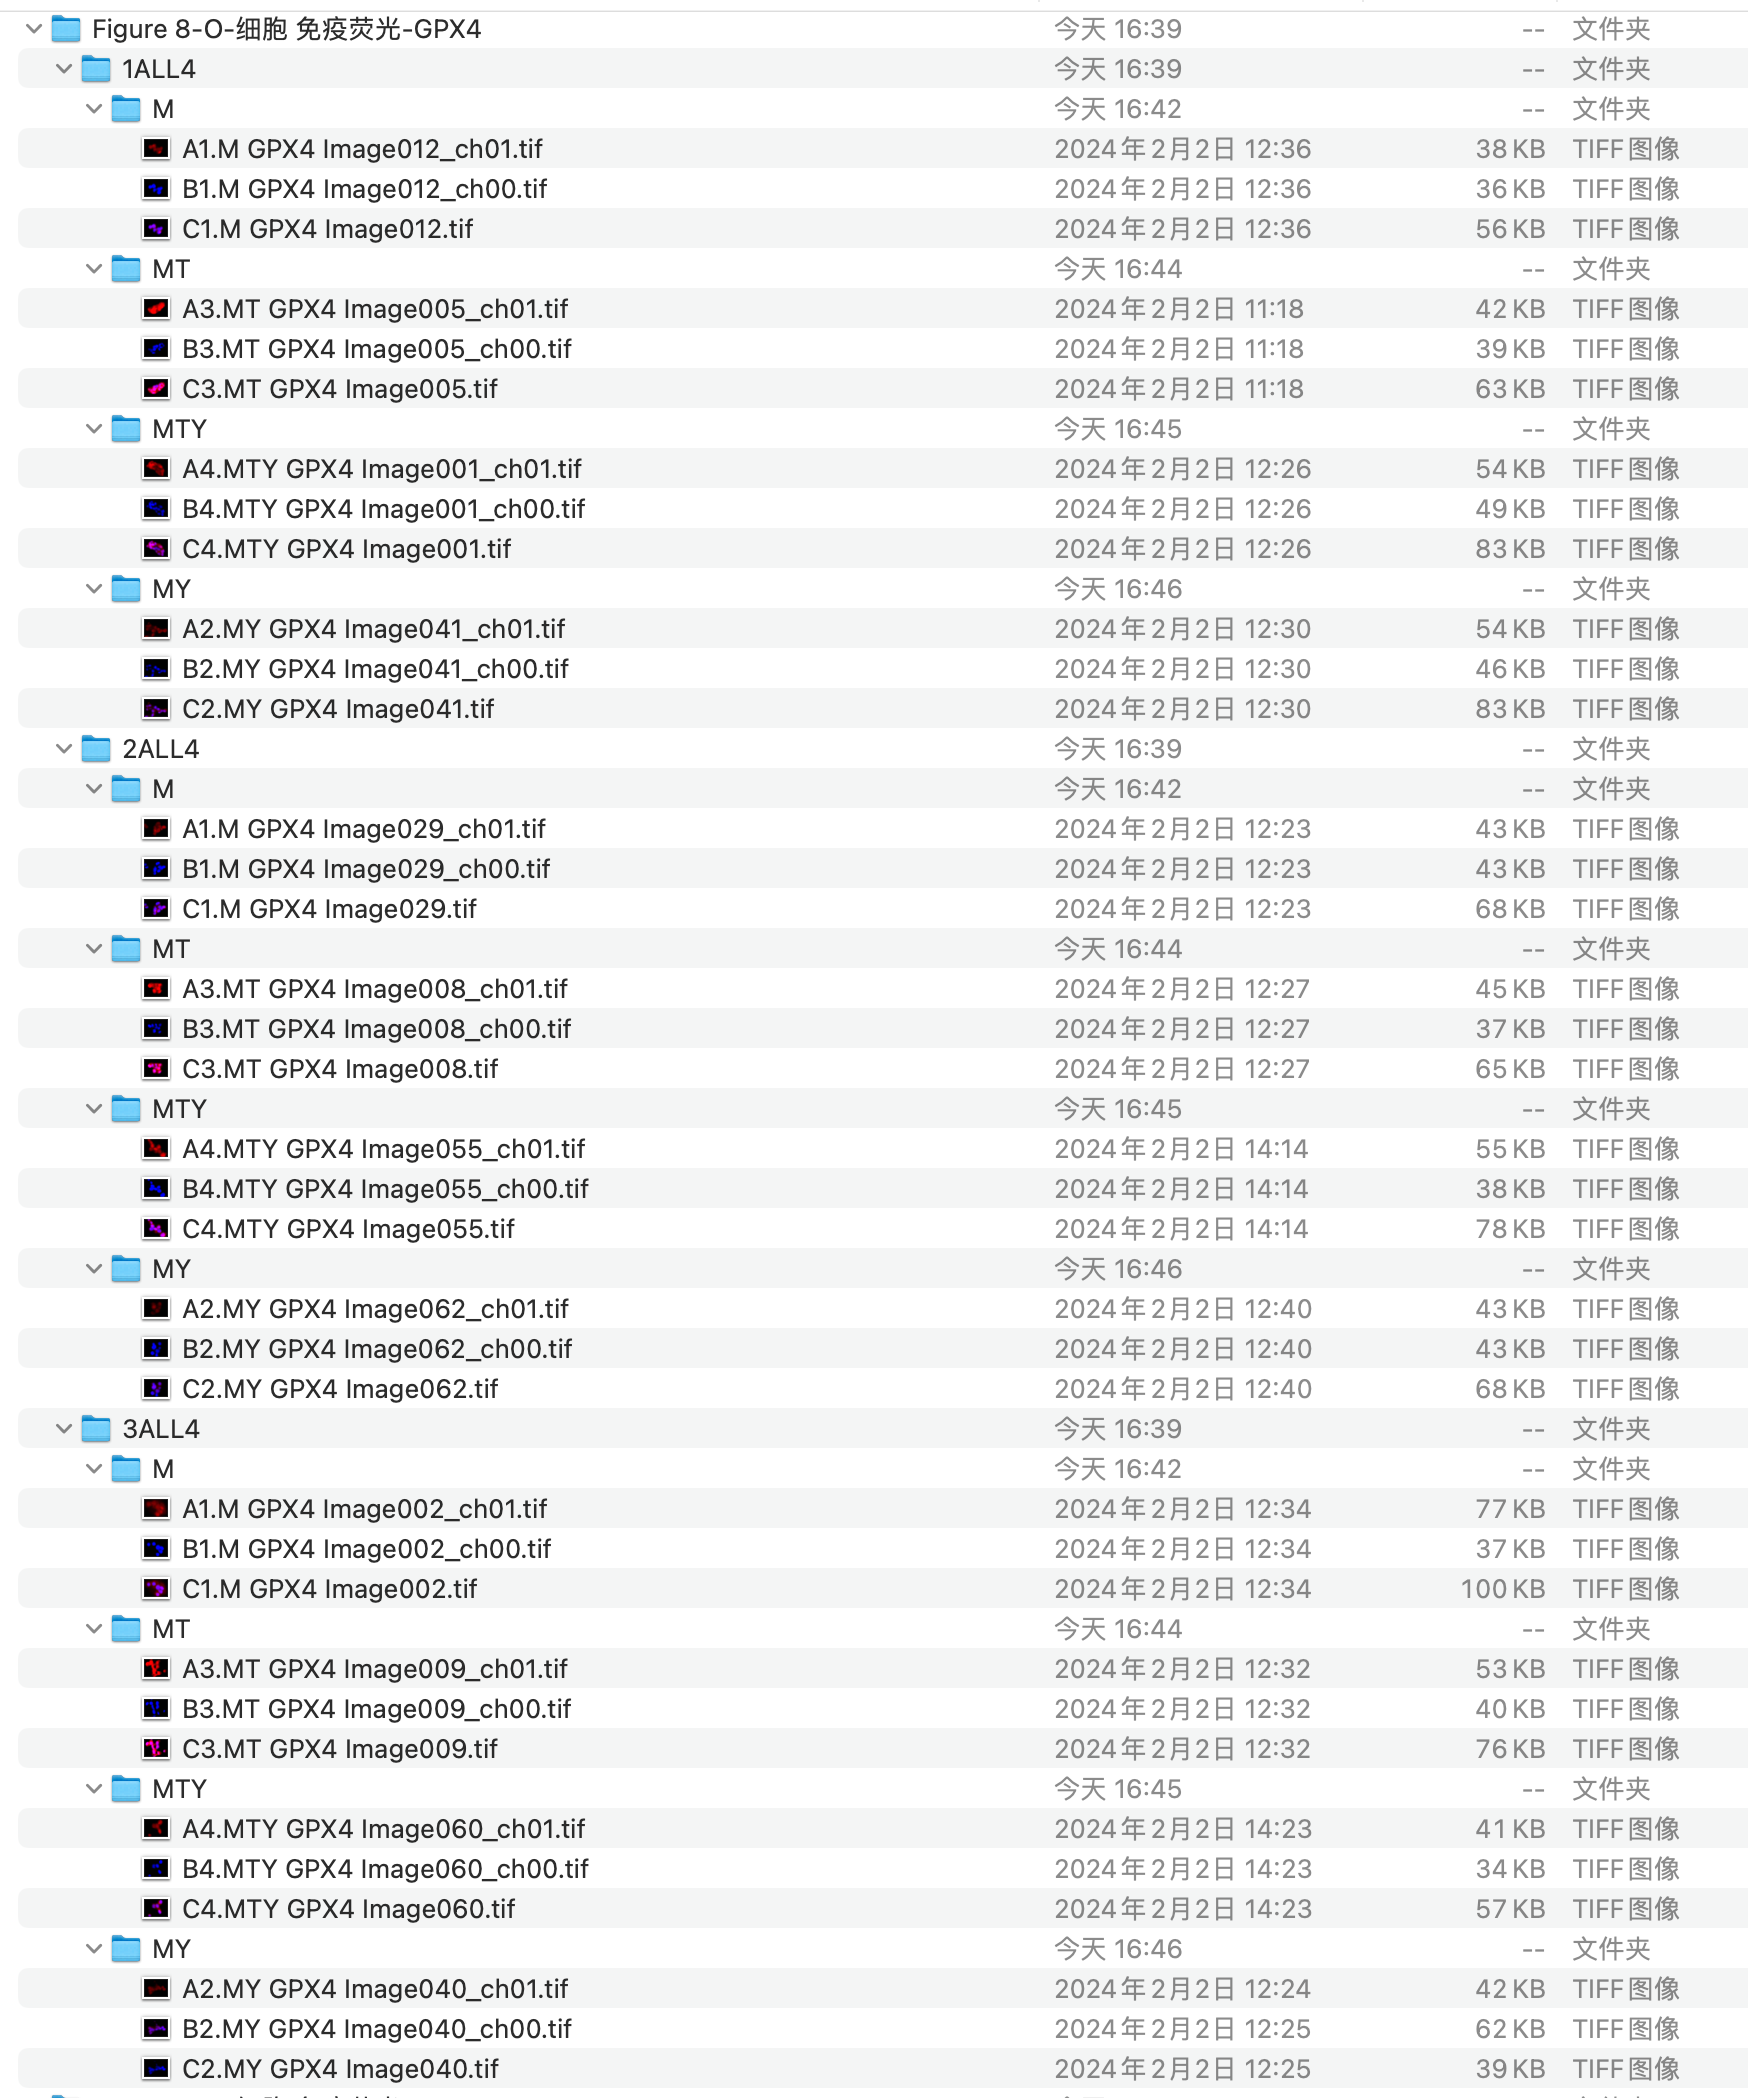 Figure 8-O-细胞 免疫荧光-GPX4 今天 16:39 -- 文件夹
1ALL4 今天 16:39 -- 文件夹
M 今天 16:42 -- 文件夹
A1.M GPX4 Image012_ch01.tif 2024年2月2日 12:36 38 KB TIFF图像
B1.M GPX4 Image012_ch00.tif 2024年2月2日 12:36 36 KB TIFF图像
C1.M GPX4 Image012.tif 2024年2月2日 12:36 56 KB TIFF图像
MT 今天 16:44 -- 文件夹
A3.MT GPX4 Image005_ch01.tif 2024年2月2日 11:18 42 KB TIFF图像
B3.MT GPX4 Image005_ch00.tif 2024年2月2日 11:18 39 KB TIFF图像
C3.MT GPX4 Image005.tif 2024年2月2日 11:18 63 KB TIFF图像
MTY 今天 16:45 -- 文件夹
A4.MTY GPX4 Image001_ch01.tif 2024年2月2日 12:26 54 KB TIFF图像
B4.MTY GPX4 Image001_ch00.tif 2024年2月2日 12:26 49 KB TIFF图像
C4.MTY GPX4 Image001.tif 2024年2月2日 12:26 83 KB TIFF图像
MY 今天 16:46 -- 文件夹
A2.MY GPX4 Image041_ch01.tif 2024年2月2日 12:30 54 KB TIFF图像
B2.MY GPX4 Image041_ch00.tif 2024年2月2日 12:30 46 KB TIFF图像
C2.MY GPX4 Image041.tif 2024年2月2日 12:30 83 KB TIFF图像
2ALL4 今天 16:39 -- 文件夹
M 今天 16:42 -- 文件夹
A1.M GPX4 Image029_ch01.tif 2024年2月2日 12:23 43 KB TIFF图像
B1.M GPX4 Image029_ch00.tif 2024年2月2日 12:23 43 KB TIFF图像
C1.M GPX4 Image029.tif 2024年2月2日 12:23 68 KB TIFF图像
MT 今天 16:44 -- 文件夹
A3.MT GPX4 Image008_ch01.tif 2024年2月2日 12:27 45 KB TIFF图像
B3.MT GPX4 Image008_ch00.tif 2024年2月2日 12:27 37 KB TIFF图像
C3.MT GPX4 Image008.tif 2024年2月2日 12:27 65 KB TIFF图像
MTY 今天 16:45 -- 文件夹
A4.MTY GPX4 Image055_ch01.tif 2024年2月2日 14:14 55 KB TIFF图像
B4.MTY GPX4 Image055_ch00.tif 2024年2月2日 14:14 38 KB TIFF图像
C4.MTY GPX4 Image055.tif 2024年2月2日 14:14 78 KB TIFF图像
MY 今天 16:46 -- 文件夹
A2.MY GPX4 Image062_ch01.tif 2024年2月2日 12:40 43 KB TIFF图像
B2.MY GPX4 Image062_ch00.tif 2024年2月2日 12:40 43 KB TIFF图像
C2.MY GPX4 Image062.tif 2024年2月2日 12:40 68 KB TIFF图像
3ALL4 今天 16:39 -- 文件夹
M 今天 16:42 -- 文件夹
A1.M GPX4 Image002_ch01.tif 2024年2月2日 12:34 77 KB TIFF图像
B1.M GPX4 Image002_ch00.tif 2024年2月2日 12:34 37 KB TIFF图像
C1.M GPX4 Image002.tif 2024年2月2日 12:34 100 KB TIFF图像
MT 今天 16:44 -- 文件夹
A3.MT GPX4 Image009_ch01.tif 2024年2月2日 12:32 53 KB TIFF图像
B3.MT GPX4 Image009_ch00.tif 2024年2月2日 12:32 40 KB TIFF图像
C3.MT GPX4 Image009.tif 2024年2月2日 12:32 76 KB TIFF图像
MTY 今天 16:45 -- 文件夹
A4.MTY GPX4 Image060_ch01.tif 2024年2月2日 14:23 41 KB TIFF图像
B4.MTY GPX4 Image060_ch00.tif 2024年2月2日 14:23 34 KB TIFF图像
C4.MTY GPX4 Image060.tif 2024年2月2日 14:23 57 KB TIFF图像
MY 今天 16:46 -- 文件夹
A2.MY GPX4 Image040_ch01.tif 2024年2月2日 12:24 42 KB TIFF图像
B2.MY GPX4 Image040_ch00.tif 2024年2月2日 12:25 62 KB TIFF图像
C2.MY GPX4 Image040.tif 2024年2月2日 12:25 39 KB TIFF图像